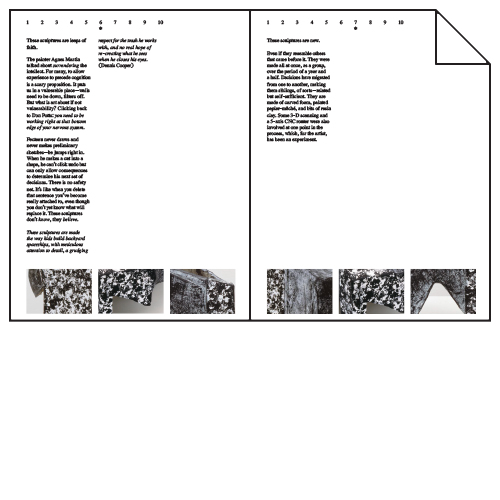 1 2 3 4 5 6 7 8 9 10
These sculptures are leaps of
faith.
The painter Agnes Martin
talked about surrendering the
intellect. For many, to allow
experience to precede cognition
is a scary proposition. It puts
us in a vulnerable place—walls
need to be down, filters off.
But what is art about if not
vulnerability? Clicking back
to Don Potts: you need to be
working right at that bottom
edge of your nervous system.
Fecteau never draws and
never makes preliminary
sketches—he jumps right in.
When he makes a cut into a
shape, he can't click undo but
can only allow consequences
to determine his next set of
decisions. There is no safety
net. It's like when you delete
that sentence you've become
really attached to, even though
you don't yet know what will
replace it. These sculptures
don't know, they believe.
These sculptures are made
the way kids build backyard
spaceships, with meticulous
attention to detail, a grudging
respect for the trash he works
with, and no real hope of
re-creating what he sees
when he closes his eyes.
(Dennis Cooper)
1 2 3 4 5 6 7 8 9 10
These sculptures are new.
Even if they resemble others
that came before it. They were
made all at once, as a group,
over the period of a year and
a half. Decisions have migrated
from one to another, making
them siblings, of sorts—related
but self-sufficient. They are
made of carved foam, painted
papier-mâché, and bits of resin
clay. Some 3-D scanning and
a 5-axis CNC router were also
involved at one point in the
process, which, for the artist,
has been an experiment.